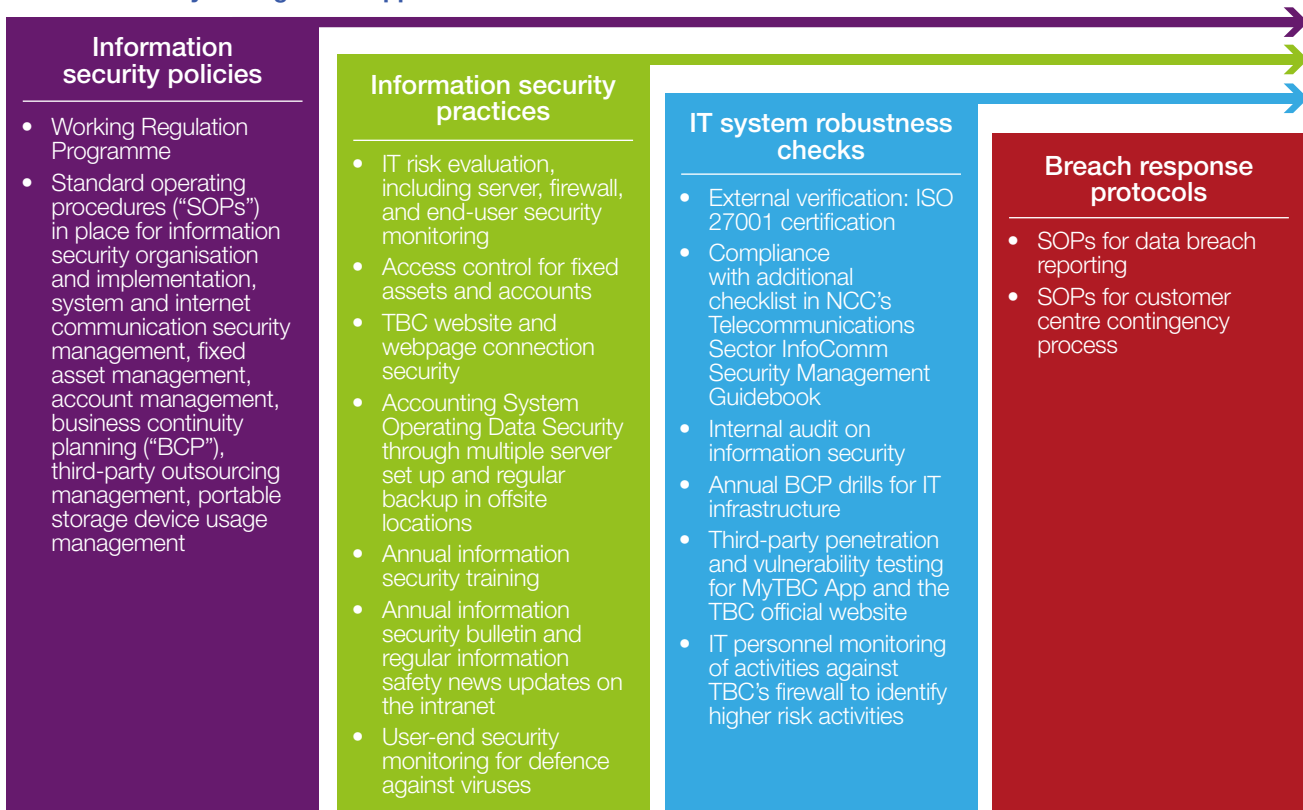 Information
security policies
• Working Regulation
Programme
• Standard operating
procedures (“SOPs”)
in place for information
security organisation
and implementation,
system and internet
communication security
management, fixed
asset management,
account management,
business continuity
planning (“BCP”),
third-party outsourcing
management, portable
storage device usage
management
Information security
practices
• IT risk evaluation,
including server, firewall,
and end-user security
monitoring
• Access control for fixed
assets and accounts
• TBC website and
webpage connection
security
• Accounting System
Operating Data Security
through multiple server
set up and regular
backup in offsite
locations
• Annual information
security training
• Annual information
security bulletin and
regular information
safety news updates on
the intranet
• User-end security
monitoring for defence
against viruses
IT system robustness
checks
• External verification: ISO
27001 certification
• Compliance
with additional
checklist in NCC’s
Telecommunications
Sector InfoComm
Security Management
Guidebook
• Internal audit on
information security
• Annual BCP drills for IT
infrastructure
• Third-party penetration
and vulnerability testing
for MyTBC App and the
TBC official website
• IT personnel monitoring
of activities against
TBC’s firewall to identify
higher risk activities
Breach response
protocols
• SOPs for data breach
reporting
• SOPs for customer
centre contingency
process